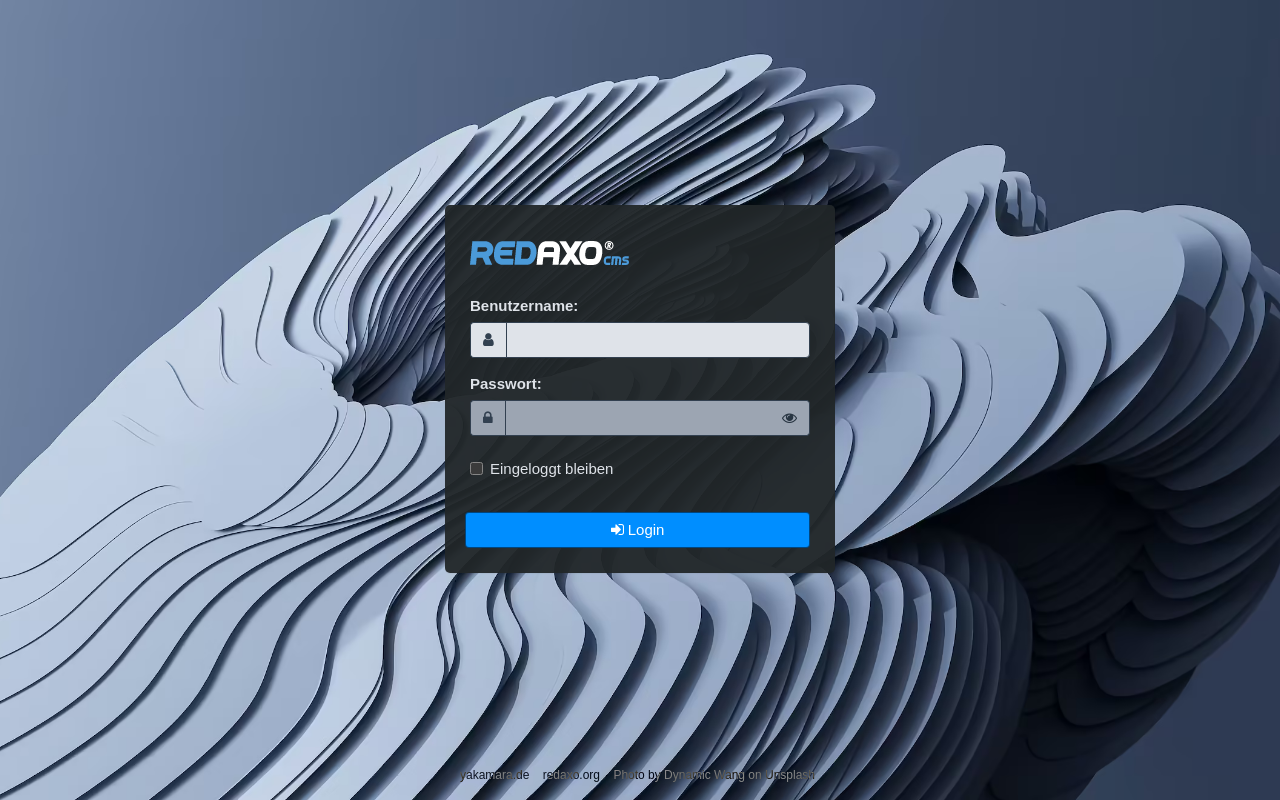 REDAXO® cms
Benutzername:
Passwort:
Eingeloggt bleiben
Login
yakamara.de redaxo.org Photo by Dynamic Wang on Unsplash